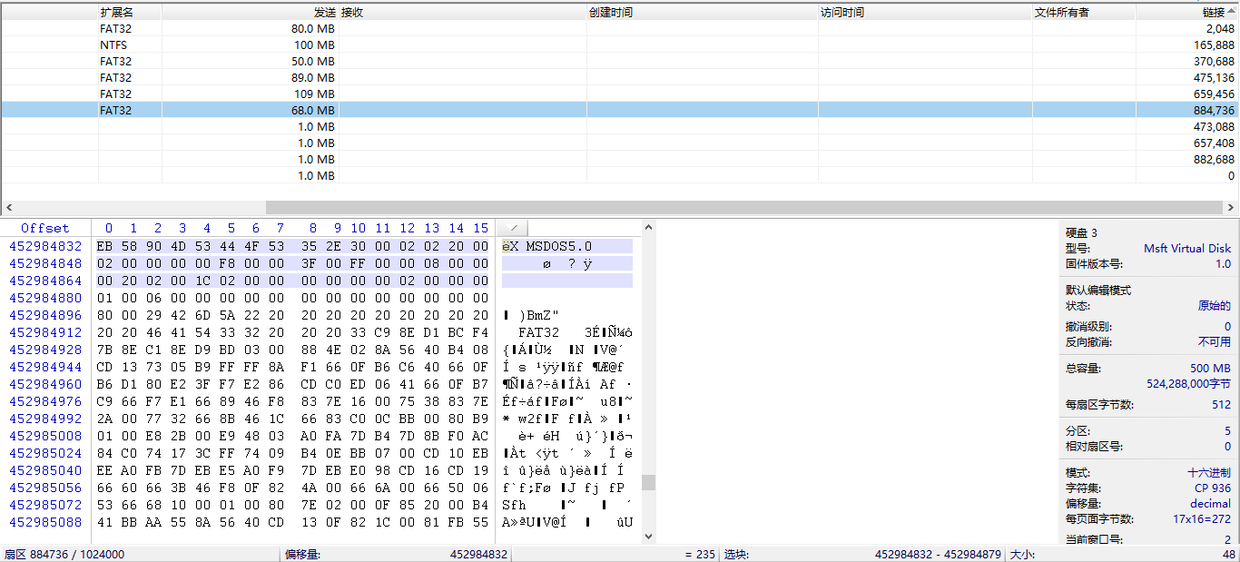 扩展名 发送 接收 创建时间 访问时间 文件所有者 链接
FAT32 80.0 MB 2,048
NTFS 100 MB 165,888
FAT32 50.0 MB 370,688
FAT32 89.0 MB 475,136
FAT32 109 MB 659,456
FAT32 68.0 MB 884,736
1.0 MB 473,088
1.0 MB 657,408
1.0 MB 882,688
1.0 MB 0
Offset 0 1 2 3 4 5 6 7 8 9 10 11 12 13 14 15
452984832 EB 58 90 4D 53 44 4F 53 35 2E 30 00 02 02 20 00 ëX MSDOS5.0
452984848 02 00 00 00 00 F8 00 00 3F 00 FF 00 00 08 00 00 ø ? ÿ
452984864 00 20 02 00 1C 02 00 00 00 00 00 00 02 00 00 00
452984880 01 00 06 00 00 00 00 00 00 00 00 00 00 00 00 00
452984896 80 00 29 42 6D 5A 22 20 20 20 20 20 20 20 20 20 )BmZ"
452984912 20 20 46 41 54 33 32 20 20 20 33 C9 8E D1 BC F4 FAT32 3É Ñ¼ô
452984928 7B 8E C1 8E D9 BD 03 00 88 4E 02 8A 56 40 B4 08 { Á Ù½ N V@´
452984944 CD 13 73 05 B9 FF FF 8A F1 66 0F B6 C6 40 66 0F Í s ¹ÿÿ ñf ¶Æ@f
452984960 B6 D1 80 E2 3F F7 E2 86 CD C0 ED 06 41 66 0F B7 ¶Ñ â?÷â ÍÀí Af ·
452984976 C9 66 F7 E1 66 89 46 F8 83 7E 16 00 75 38 83 7E Éf÷áf Fø ~ u8 ~
452984992 2A 00 77 32 66 8B 46 1C 66 83 C0 0C BB 00 80 B9 * w2f F f À » ¹
452985008 01 00 E8 2B 00 E9 48 03 A0 FA 7D B4 7D 8B F0 AC è+ éH ú}´} ð¬
452985024 84 C0 74 17 3C FF 74 09 B4 0E BB 07 00 CD 10 EB Àt <ÿt ´ » Í ë
452985040 EE A0 FB 7D EB E5 A0 F9 7D EB E0 98 CD 16 CD 19 î û}ëå ù}ëà Í Í
452985056 66 60 66 3B 46 F8 0F 82 4A 00 66 6A 00 66 50 06 f`f;Fø J fj fP
452985072 53 66 68 10 00 01 00 80 7E 02 00 0F 85 20 00 B4 Sfh ~ ´
452985088 41 BB AA 55 8A 56 40 CD 13 0F 82 1C 00 81 FB 55 A»ªU V@Í ûU
硬盘 3
型号: Msft Virtual Disk
固件版本号: 1.0
默认编辑模式
状态: 原始的
撤消级别: 0
反向撤消: 不可用
总容量: 500 MB
524,288,000字节
每扇区字节数: 512
分区: 5
相对扇区号: 0
模式: 十六进制
字符集: CP 936
偏移量: decimal
每页面字节数: 17x16=272
当前窗口号: 2
扇区 884736 / 1024000 偏移量: 452984832 = 235 选块: 452984832 - 452984879 大小: 48